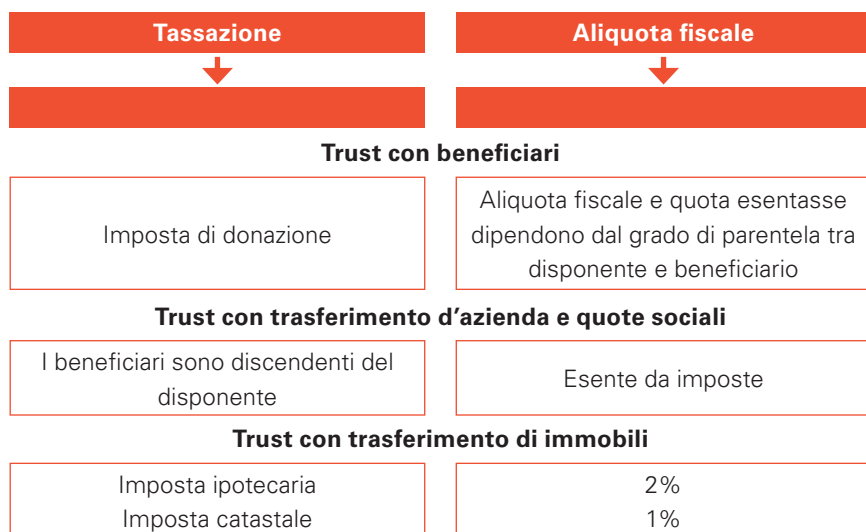 Tassazione
Aliquota fiscale
Trust con beneficiari
Imposta di donazione
Aliquota fiscale e quota esentasse
dipendono dal grado di parentela tra
disponente e beneficiario
Trust con trasferimento d’azienda e quote sociali
I beneficiari sono discendenti del
disponente
Esente da imposte
Trust con trasferimento di immobili
Imposta ipotecaria
Imposta catastale
2%
1%